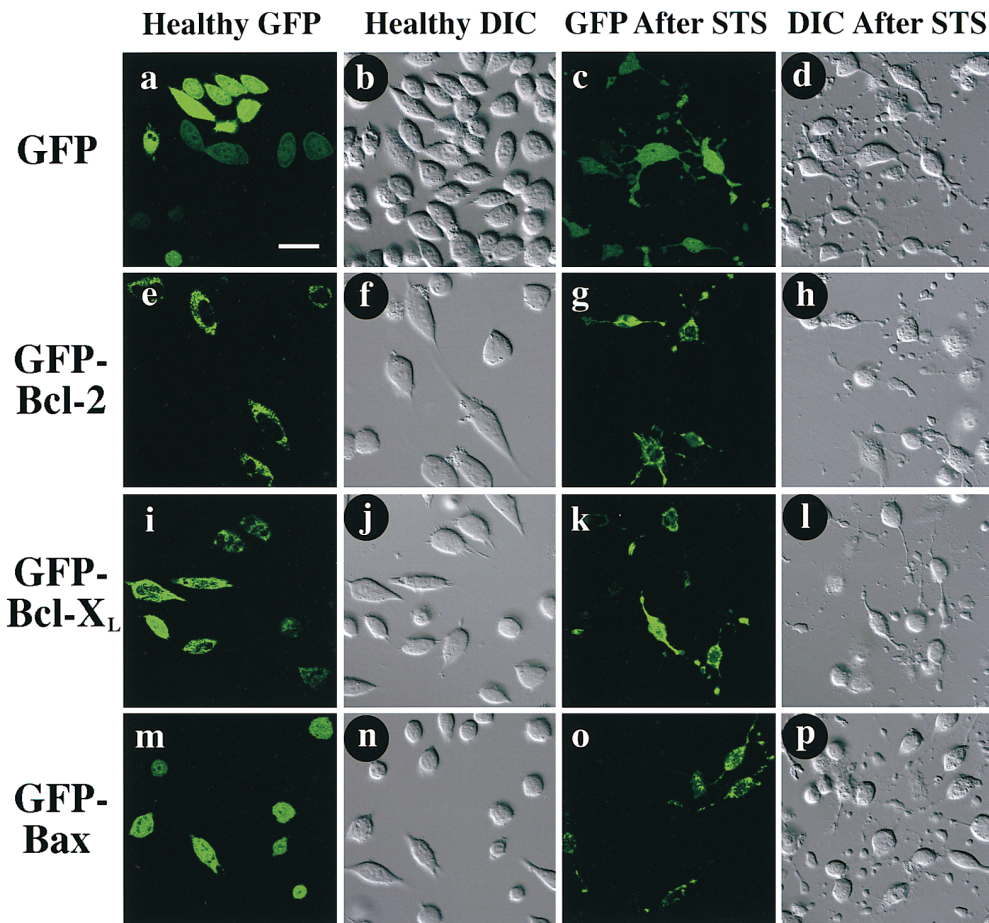 Healthy GFP Healthy DIC GFP After STS DIC After STS
GFP
a b c d
GFP-
Bcl-2
e f g h
GFP-
Bcl-XL
i j k l
GFP-
Bax
m n o p